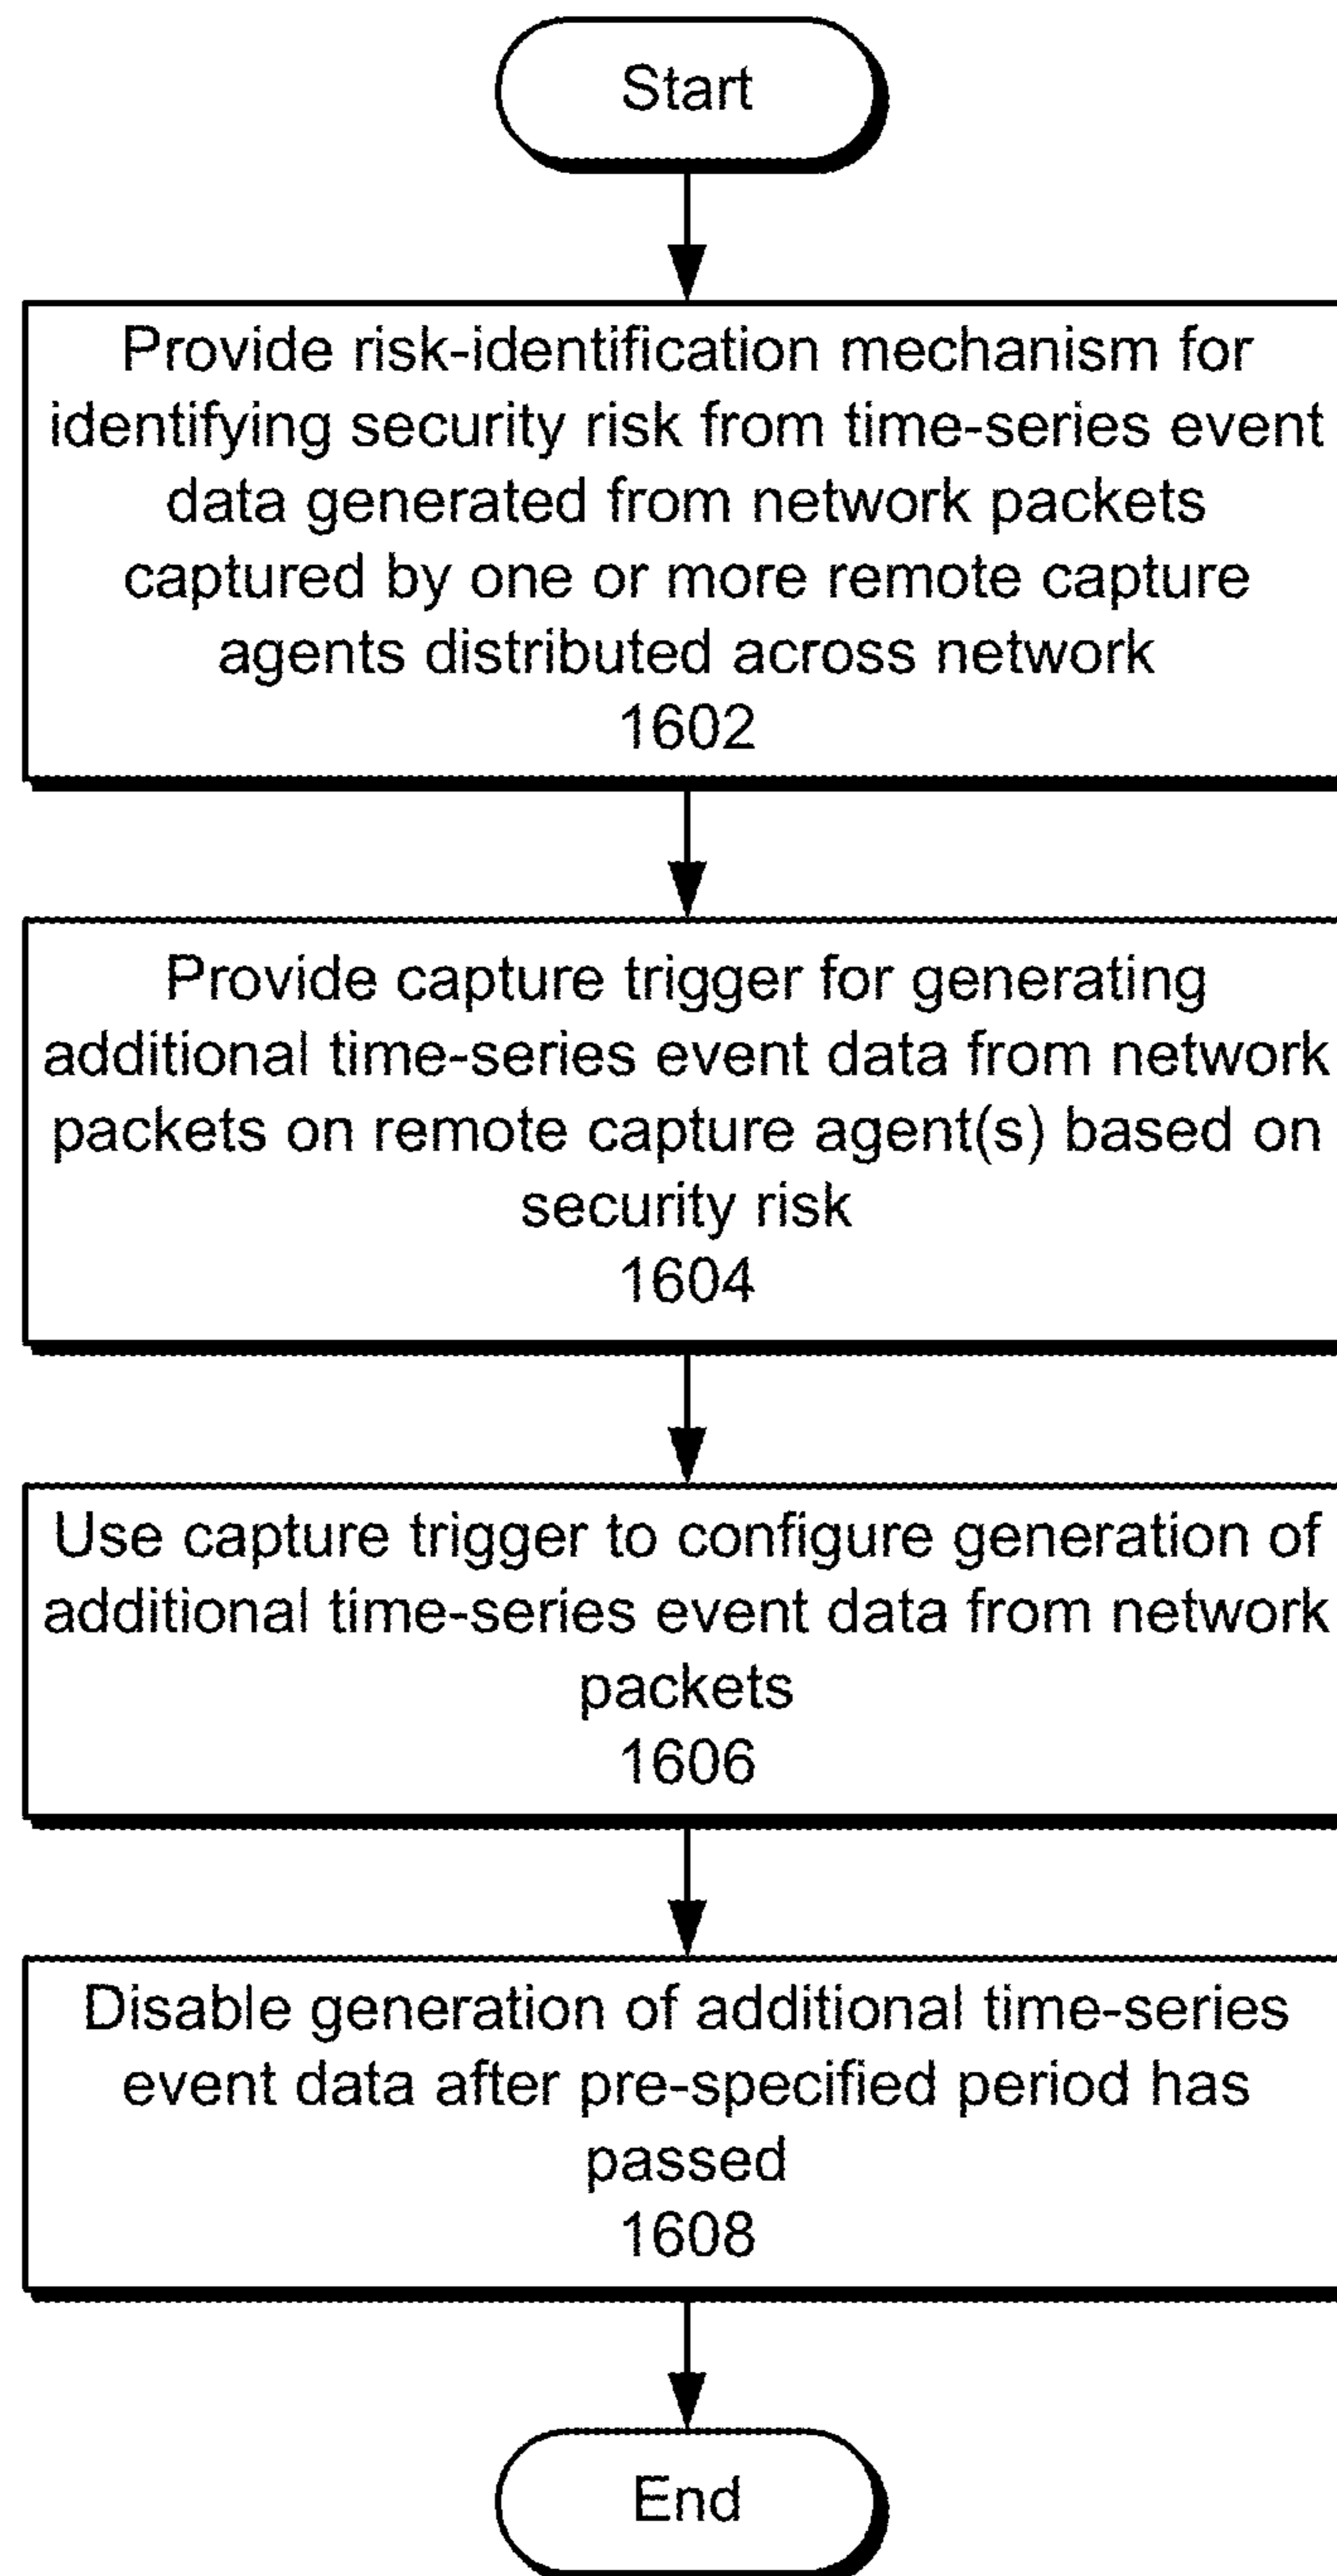 Start
Provide risk-identification mechanism for
identifying security risk from time-series event
data generated from network packets
captured by one or more remote capture
agents distributed across network
1602
Provide capture trigger for generating
additional time-series event data from network
packets on remote capture agent(s) based on
security risk
1604
Use capture trigger to configure generation of
additional time-series event data from network
packets
1606
Disable generation of additional time-series
event data after pre-specified period has
passed
1608
End